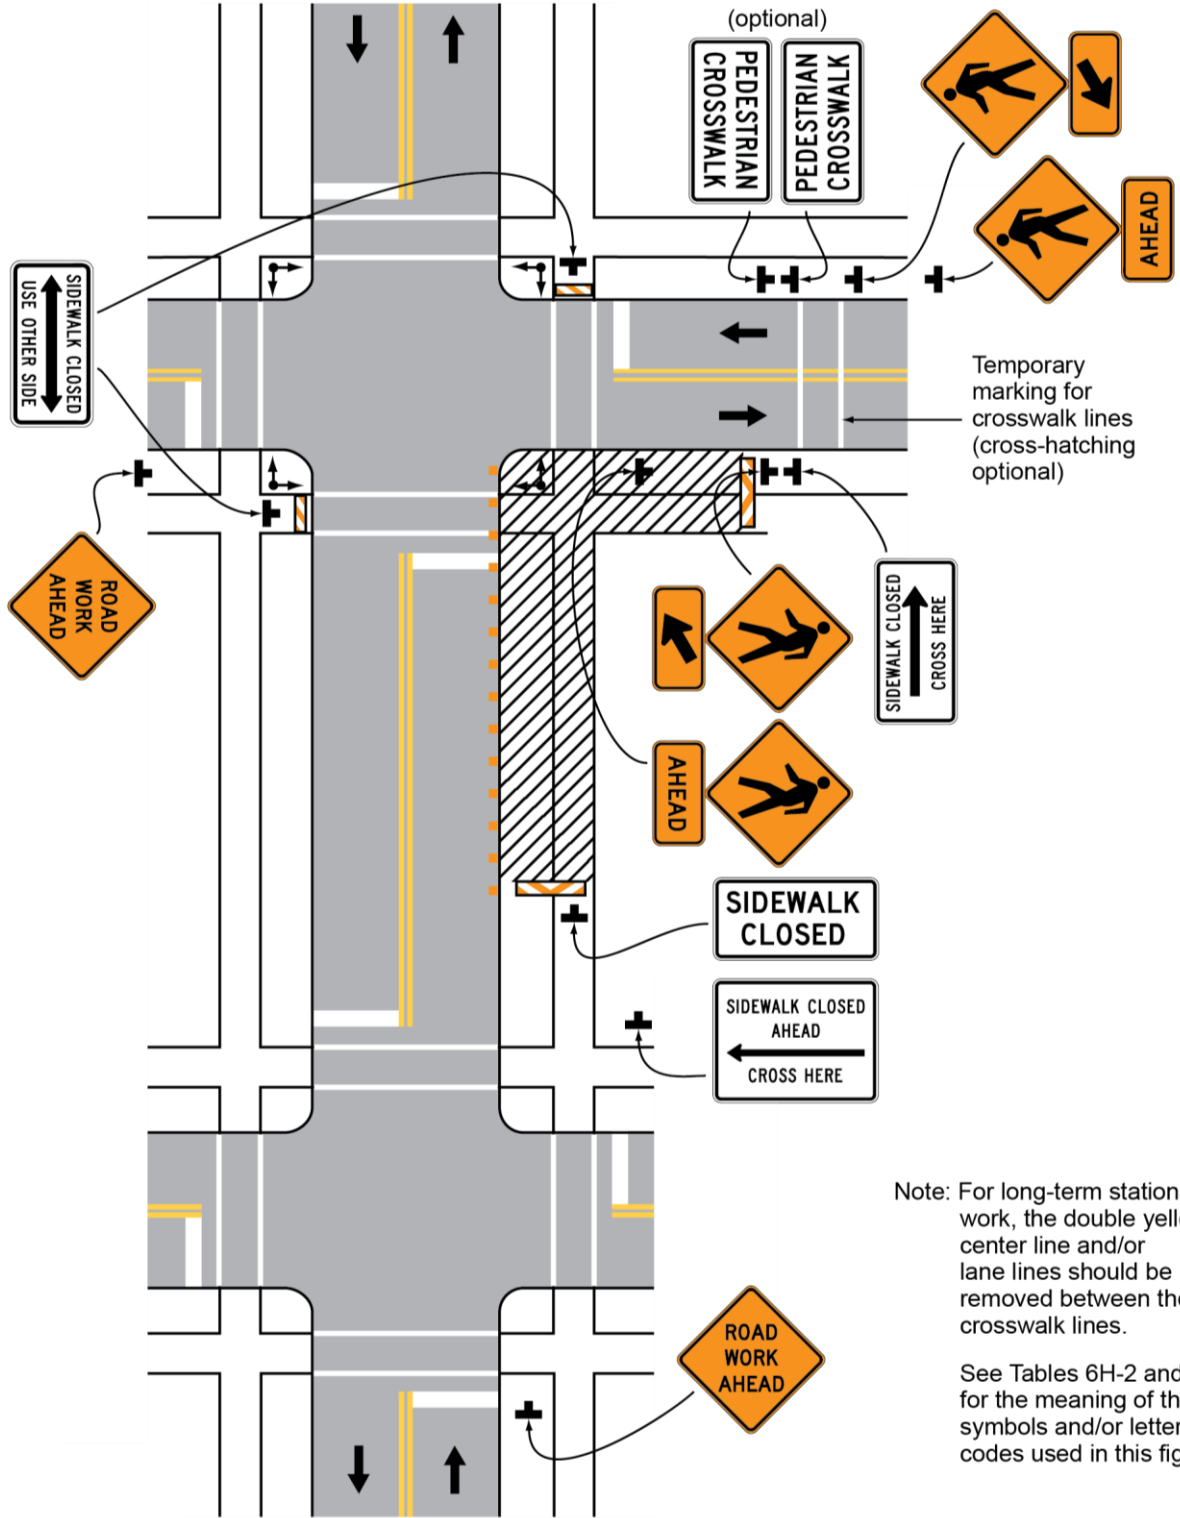 (optional)
PEDESTRIAN
CROSSWALK
PEDESTRIAN
CROSSWALK
AHEAD
SIDEWALK CLOSED
USE OTHER SIDE
Temporary
marking for
crosswalk lines
(cross-hatching
optional)
ROAD
WORK
AHEAD
SIDEWALK CLOSED
CROSS HERE
AHEAD
SIDEWALK
CLOSED
SIDEWALK CLOSED
AHEAD
CROSS HERE
Note: For long-term station
work, the double yell
center line and/or
lane lines should be
removed between the
crosswalk lines.
ROAD
WORK
AHEAD
See Tables 6H-2 and
for the meaning of th
symbols and/or letter
codes used in this fig